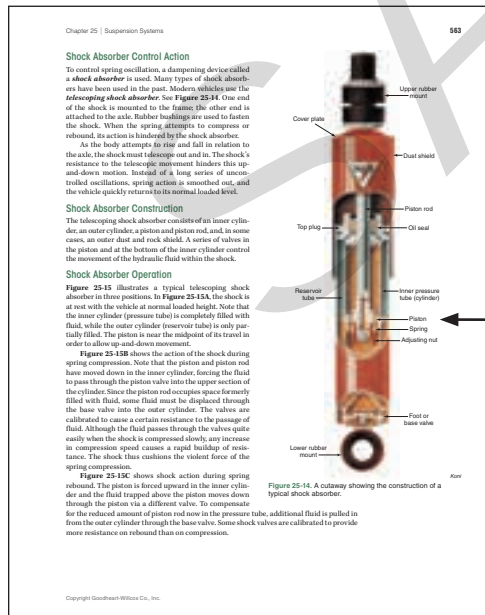 Chapter 25 | Suspension Systems
563
Shock Absorber Control Action
To control spring oscillation, a dampening device called
a shock absorber is used. Many types of shock absorb-
ers have been used in the past. Modern vehicles use the
telescoping shock absorber. See Figure 25-14. One end
of the shock is mounted to the frame; the other end is
attached to the axle. Rubber bushings are used to fasten
the shock. When the spring attempts to compress or
rebound, its action is hindered by the shock absorber.
As the body attempts to rise and fall in relation to
the axle, the shock must telescope out and in. The shock's
resistance to the telescopic movement hinders this up-
and-down motion. Instead of a long series of uncon-
trolled oscillations, spring action is smoothed out, and
the vehicle quickly returns to its normal loaded level.
Shock Absorber Construction
The telescoping shock absorber consists of an inner cylin-
der, an outer cylinder, a piston and piston rod, and, in some
cases, an outer dust and rock shield. A series of valves in
the piston and at the bottom of the inner cylinder control
the movement of the hydraulic fluid within the shock.
Shock Absorber Operation
Figure 25-15 illustrates a typical telescoping shock
absorber in three positions. In Figure 25-15A, the shock is
at rest with the vehicle at normal loaded height. Note that
the inner cylinder (pressure tube) is completely filled with
fluid, while the outer cylinder (reservoir tube) is only par-
tially filled. The piston is near the midpoint of its travel in
order to allow up-and-down movement.
Figure 25-15B shows the action of the shock during
spring compression. Note that the piston and piston rod
have moved down in the inner cylinder, forcing the fluid
to pass through the piston valve into the upper section of
the cylinder. Since the piston rod occupies space formerly
filled with fluid, some fluid must be displaced through
the base valve into the outer cylinder. The valves are
calibrated to cause a certain resistance to the passage of
fluid. Although the fluid passes through the valves quite
easily when the shock is compressed slowly, any increase
in compression speed causes a rapid buildup of resis-
tance. The shock thus cushions the violent force of the
spring compression.
Figure 25-15C shows shock action during spring
rebound. The piston is forced upward in the inner cylin-
der and the fluid trapped above the piston moves down
through the piston via a different valve. To compensate
for the reduced amount of piston rod now in the pressure tube, additional fluid is pulled in
from the outer cylinder through the base valve. Some shock valves are calibrated to provide
more resistance on rebound than on compression.
Upper rubber
mount
Cover plate
Dust shield
Piston rod
Top plug
Oil seal
Reservoir
tube
Inner pressure
tube (cylinder)
Piston
Spring
Adjusting nut
Foot or
base valve
Lower rubber
mount
Koni
Figure 25-14. A cutaway showing the construction of a
typical shock absorber.
Copyright Goodheart-Willcox Co., Inc.